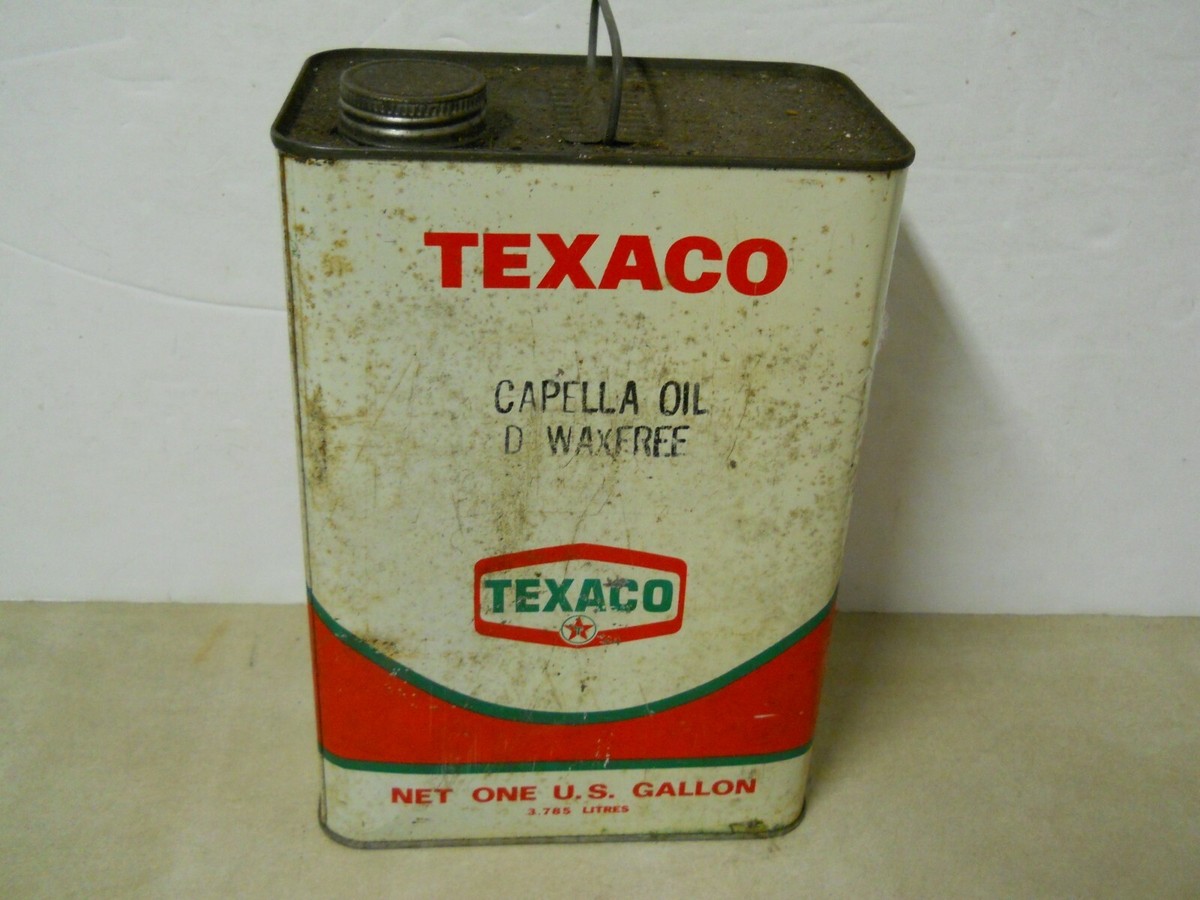 TEXACO
CAPELLA OIL
D WAXFREE
TEXACO
NET ONE U.S. GALLON
3.785 LITRES